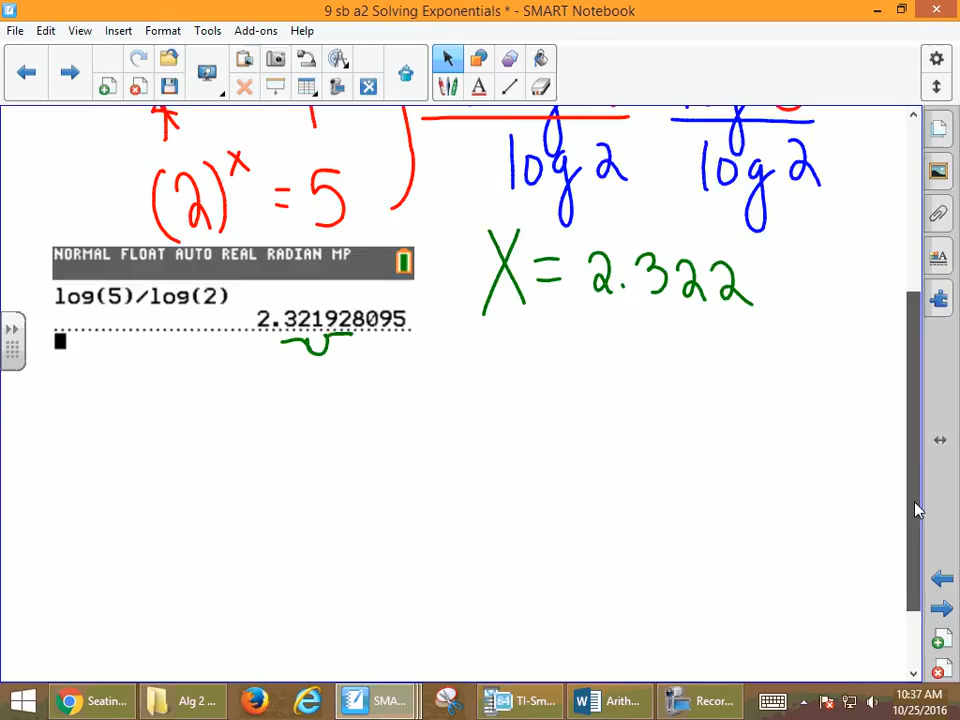 9 sb a2 Solving Exponentials * - SMART Notebook
File Edit View Insert Format Tools Add-ons Help
log 2 log 2
(2)^x = 5
NORMAL FLOAT AUTO REAL RADIAN MP
log(5)/log(2)
2.321928095
X = 2.322
Seatin... Alg 2 ... SMA... TI-Sm... Arith... Recor...
10:37 AM
10/25/2016